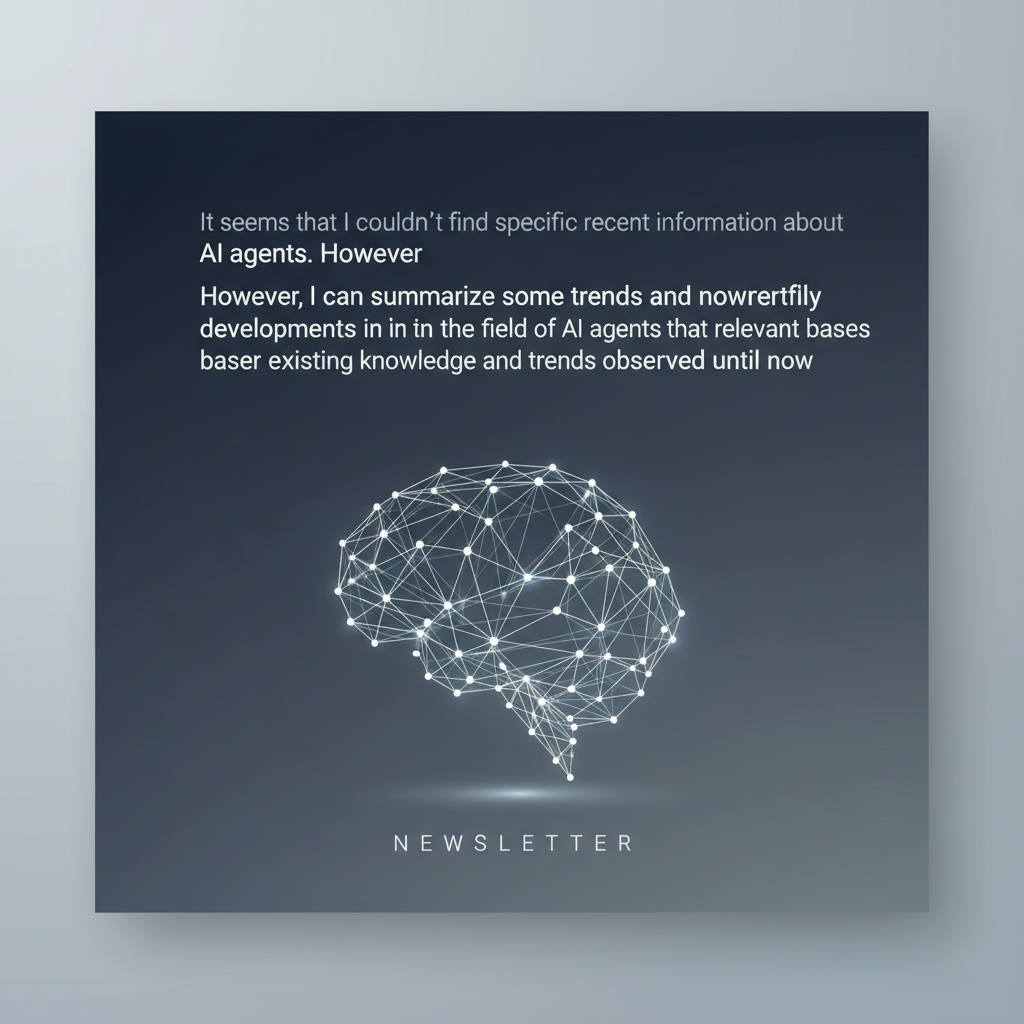 It seems that I couldn't find specific recent information about
AI agents. However
However, I can summarize some trends and nowrertfily
developments in in in the field of AI agents that relevant bases
baser existing knowledge and trends observed until now
NEWSLETTER